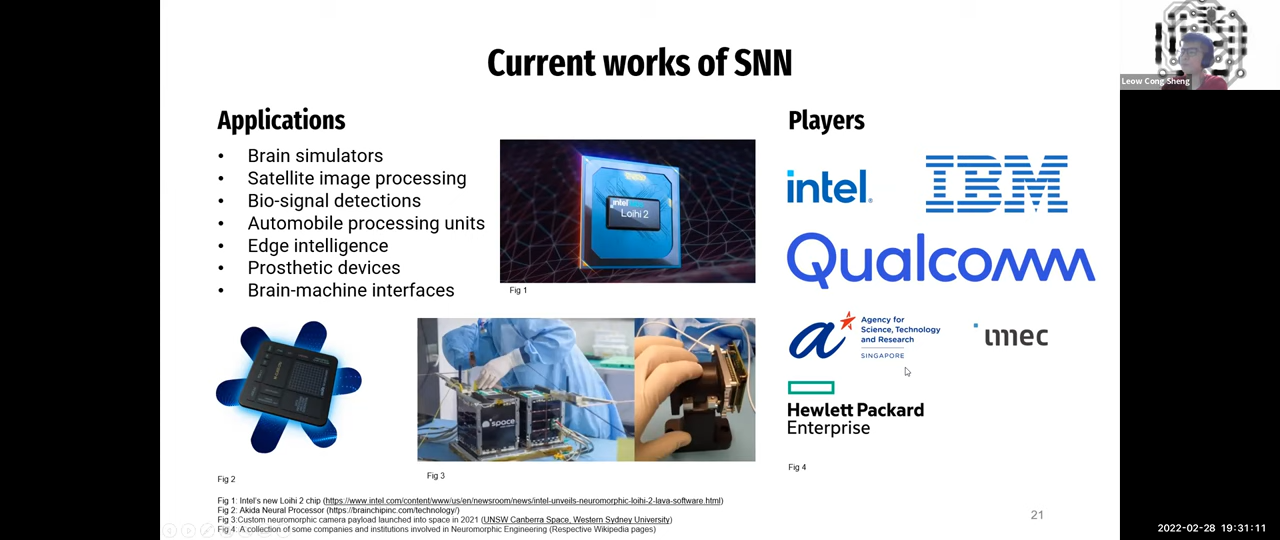 Current works of SNN
Applications
• Brain simulators
• Satellite image processing
• Bio-signal detections
• Automobile processing units
• Edge intelligence
• Prosthetic devices
• Brain-machine interfaces
intel
Loihi 2
Fig 1
Fig 2
space
Fig 3
Players
intel®
IBM
Qualcomm
a
Agency for
Science, Technology
and Research
SINGAPORE
imec
Hewlett Packard
Enterprise
Fig 4
Fig 1: Intel's new Loihi 2 chip (https://www.intel.com/content/www/us/en/newsroom/news/intel-unveils-neuromorphic-loihi-2-lava-software.html)
Fig 2: Akida Neural Processor (https://brainchipinc.com/technology/)
Fig 3:Custom neuromorphic camera payload launched into space in 2021 (UNSW Canberra Space, Western Sydney University)
Fig 4: A collection of some companies and institutions involved in Neuromorphic Engineering (Respective Wikipedia pages)
21
Leow Cong Sheng
2022-02-28 19:31:11